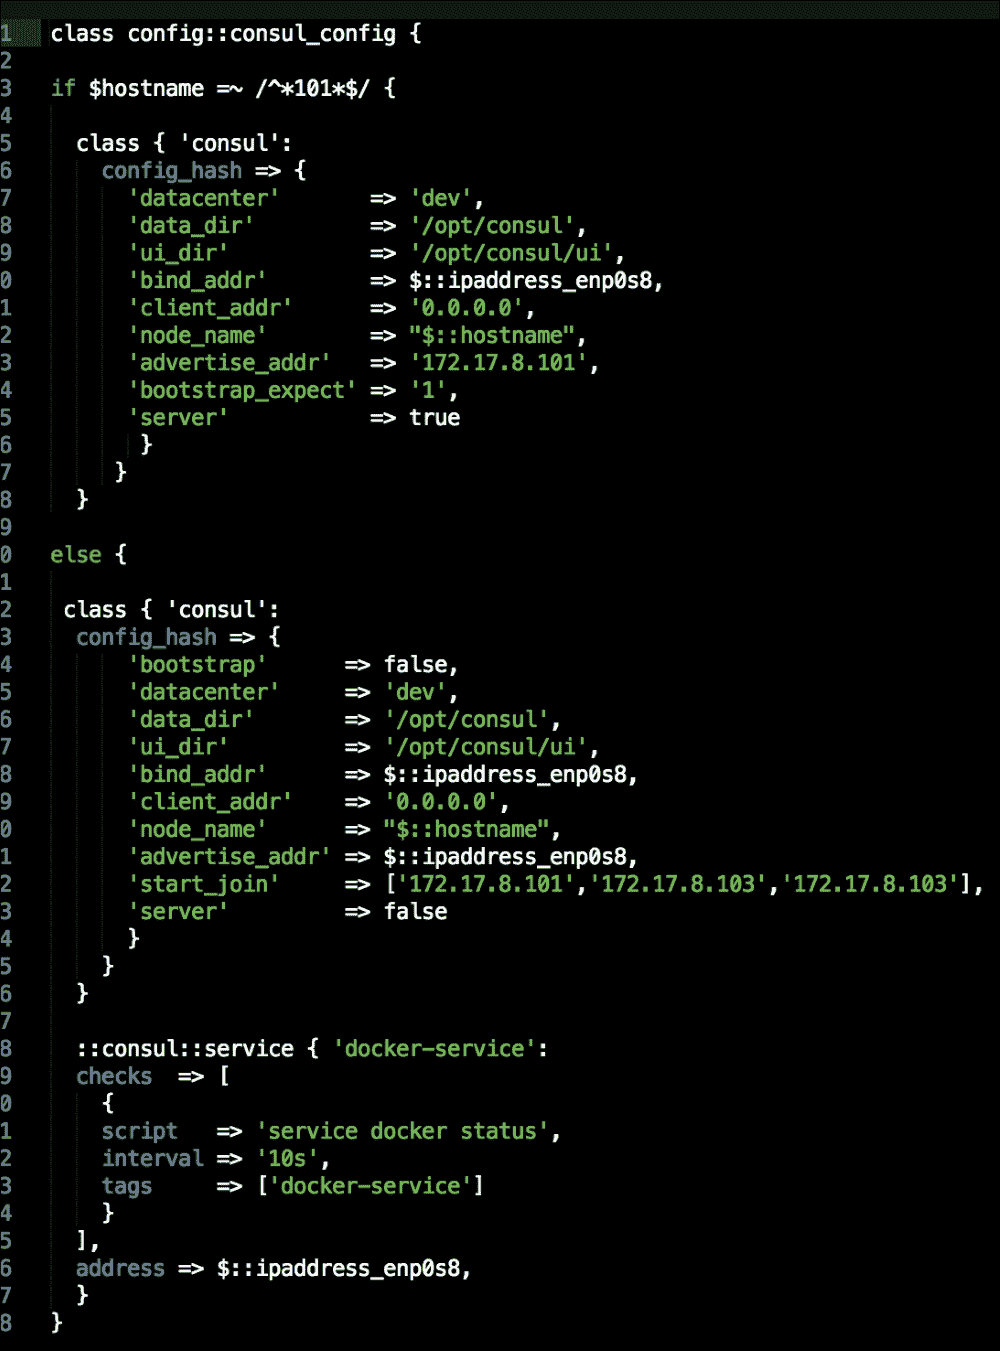 1 class config::consul_config {
2
3 if $hostname =~ /^*101*$/ {
4
5 class { 'consul':
6 config_hash => {
7 'datacenter' => 'dev',
8 'data_dir' => '/opt/consul',
9 'ui_dir' => '/opt/consul/ui',
0 'bind_addr' => $::ipaddress_enp0s8,
1 'client_addr' => '0.0.0.0',
2 'node_name' => "$::hostname",
3 'advertise_addr' => '172.17.8.101',
4 'bootstrap_expect' => '1',
5 'server' => true
6 }
7 }
8 }
9
0 else {
1
2 class { 'consul':
3 config_hash => {
4 'bootstrap' => false,
5 'datacenter' => 'dev',
6 'data_dir' => '/opt/consul',
7 'ui_dir' => '/opt/consul/ui',
8 'bind_addr' => $::ipaddress_enp0s8,
9 'client_addr' => '0.0.0.0',
0 'node_name' => "$::hostname",
1 'advertise_addr' => $::ipaddress_enp0s8,
2 'start_join' => ['172.17.8.101','172.17.8.103','172.17.8.103'],
3 'server' => false
4 }
5 }
6 }
7
8 ::consul::service { 'docker-service':
9 checks => [
0 {
1 script => 'service docker status',
2 interval => '10s',
3 tags => ['docker-service']
4 }
5 ],
6 address => $::ipaddress_enp0s8,
7 }
8 }